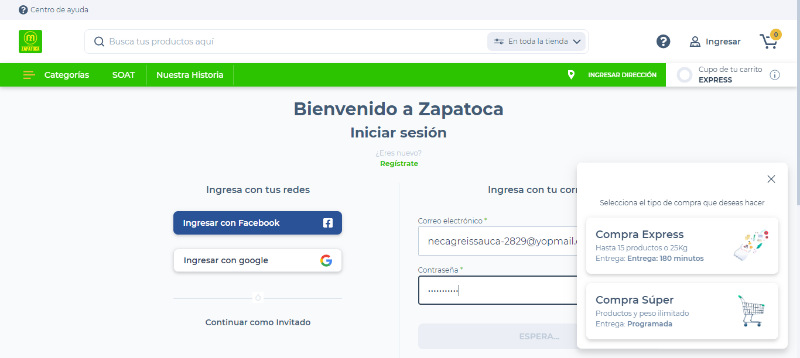 Centro de ayuda
ZAPATOCA
Busca tus productos aquí
En toda la tienda
Ingresar
0
Categorías
SOAT
Nuestra Historia
INGRESAR DIRECCIÓN
Cupo de tu carrito
EXPRESS
Bienvenido a Zapatoca
Iniciar sesión
¿Eres nuevo?
Regístrate
Ingresa con tus redes
Ingresar con Facebook
Ingresar con google
O
Continuar como Invitado
Ingresa con tu corr
Correo electrónico *
necagreissauca-2829@yopmail.
Contraseña *
•••••••••••
ESPERA...
Selecciona el tipo de compra que deseas hacer
Compra Express
Hasta 15 productos o 25Kg
Entrega: Entrega: 180 minutos
Compra Súper
Productos y peso ilimitado
Entrega: Programada